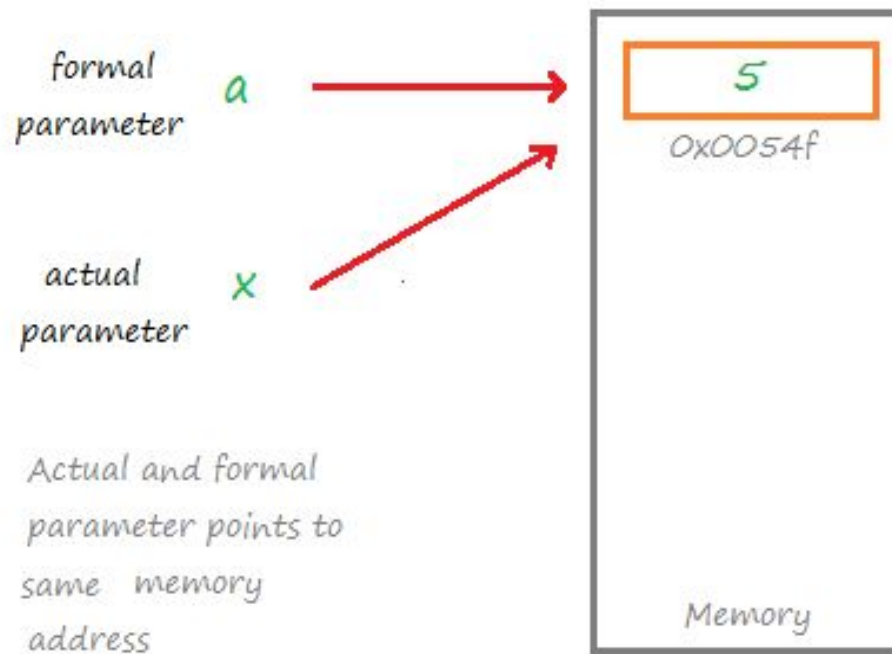 formal
parameter
a
5
0x0054f
actual
parameter
x
Actual and formal
parameter points to
same memory
address
Memory